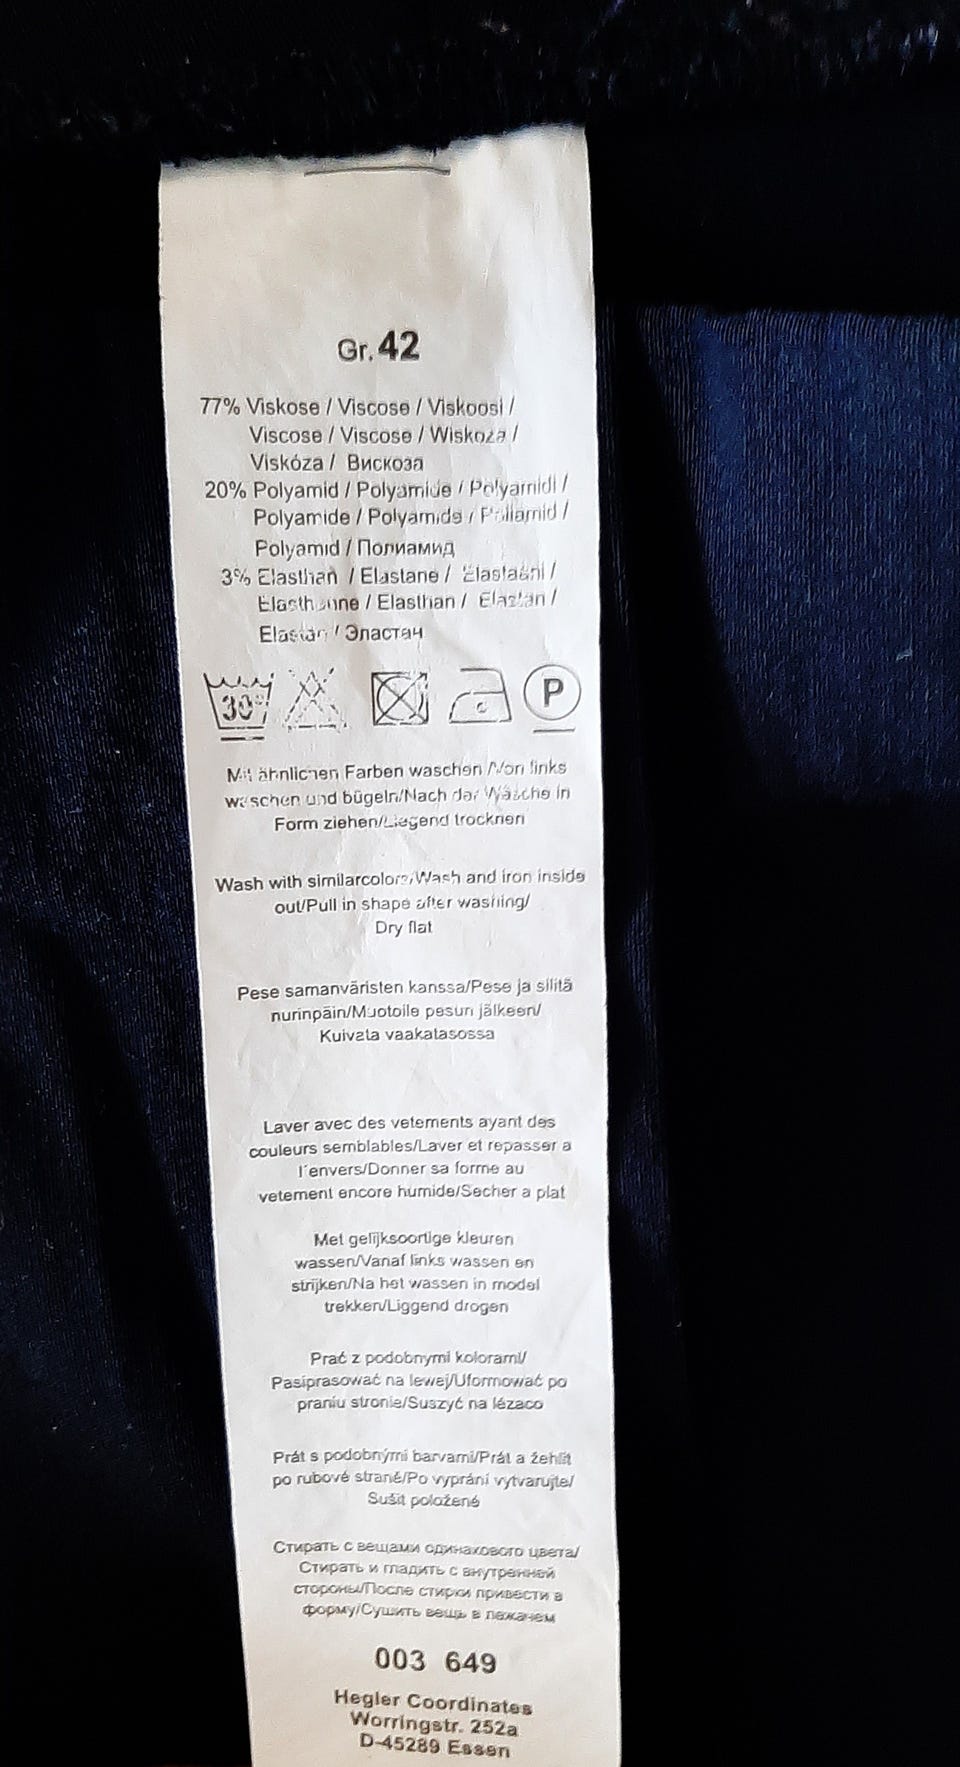 Gr. 42
77% Viskose / Viscose / Viskoosi /
Viscose / Viscose / Wiskoza /
Viskóza / Вискоза
20% Polyamid / Polyamide / Polyamidi /
Polyamide / Polyamide / Poliamid /
Polyamid / Полиамид
3% Elasthan / Elastane / Elastaani /
Elasthanne / Elasthan / Elastan /
Elastan / Эластан
30°
P
Mit ähnlichen Farben waschen /Von links
waschen und bügeln/Nach der Wäsche in
Form ziehen/Liegend trocknen
Wash with similarcolors/Wash and iron inside
out/Pull in shape after washing/
Dry flat
Pese samanväristen kanssa/Pese ja silitä
nurinpäin/Muotoile pesun jälkeen/
Kuivata vaakatasossa
Laver avec des vetements ayant des
couleurs semblables/Laver et repasser a
l´envers/Donner sa forme au
vetement encore humide/Secher a plat
Met gelijksoortige kleuren
wassen/Vanaf links wassen en
strijken/Na het wassen in model
trekken/Liggend drogen
Prać z podobnymi kolorami/
Pasiprasować na lewej/Uformować po
praniu stronie/Suszyć na lézaco
Prát s podobnými barvami/Prát a žehlit
po rubové straně/Po vyprání vytvarujte/
Sušit položené
Стирать с вещами одинакового цвета/
Стирать и гладить с внутренней
стороны/После стирки привести в
форму/Сушить вещь в лежачем
003 649
Hegler Coordinates
Worringstr. 252a
D-45289 Essen